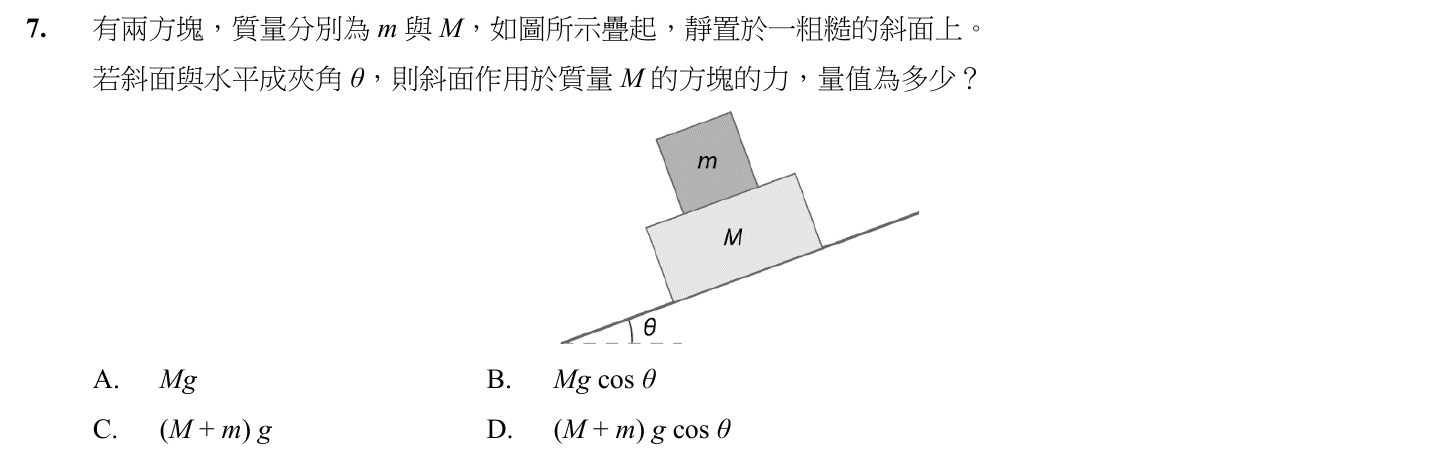 7. 有兩方塊，質量分別為 m 與 M，如圖所示疊起，靜置於一粗糙的斜面上。
若斜面與水平成夾角 θ，則斜面作用於質量 M 的方塊的力，量值為多少？
m
M
θ
A. Mg B. Mg cos θ
C. (M + m) g D. (M + m) g cos θ